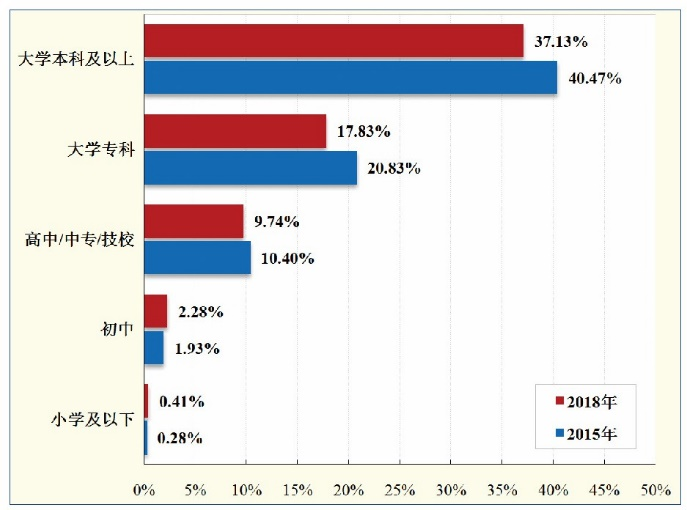 大学本科及以上
37.13%
40.47%
大学专科
17.83%
20.83%
高中/中专/技校
9.74%
10.40%
初中
2.28%
1.93%
小学及以下
0.41%
0.28%
2018年
2015年
0% 5% 10% 15% 20% 25% 30% 35% 40% 45% 50%